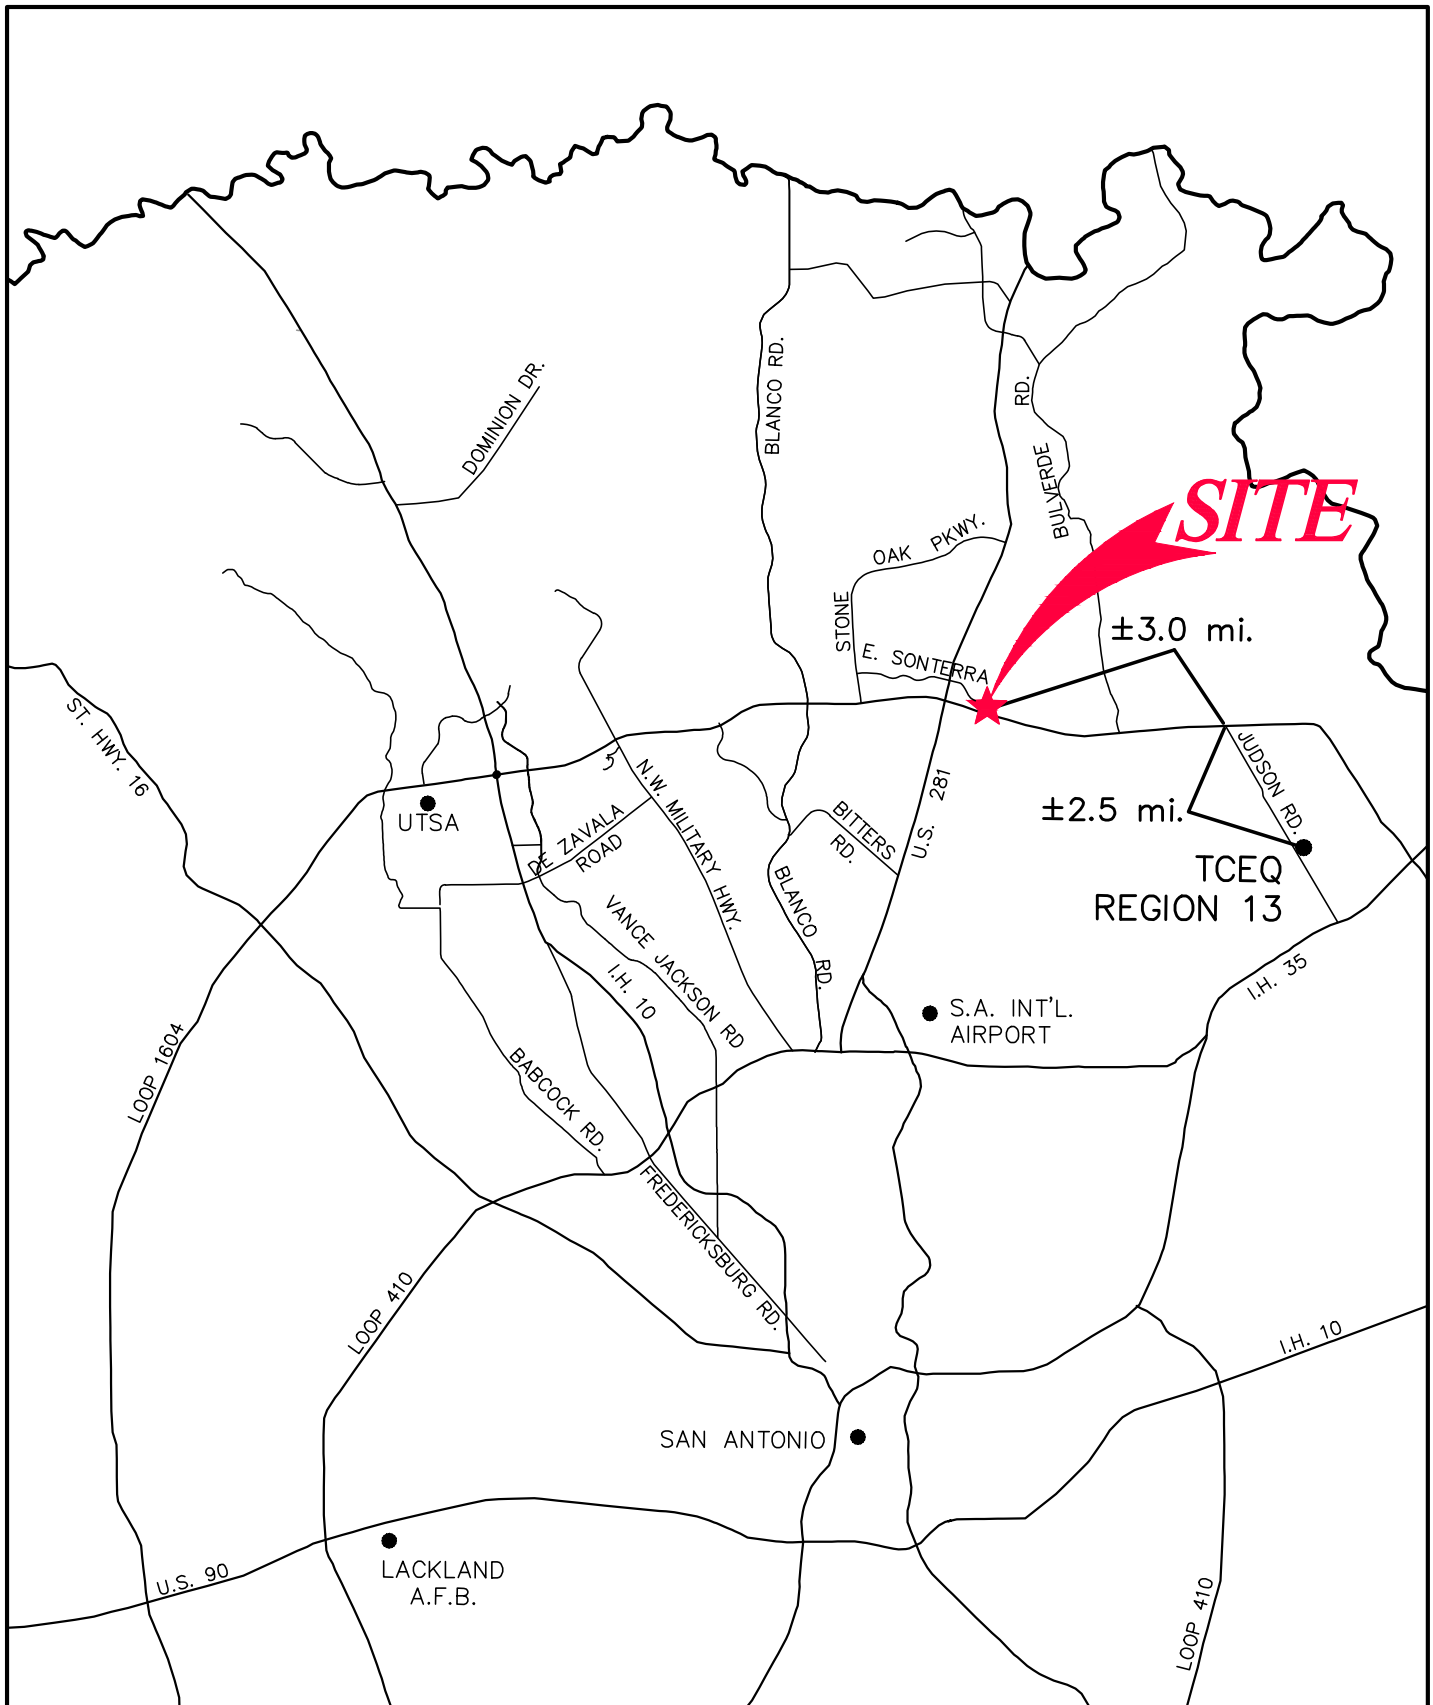 BLANCO RD.
DOMINION DR.
RD.
BULVERDE
SITE
OAK PKWY.
STONE
±3.0 mi.
E. SONTERRA
ST. HWY. 16
JUDSON RD.
N.W. MILITARY HWY.
U.S. 281
±2.5 mi.
UTSA
BITTERS
RD.
DE ZAVALA
ROAD
TCEQ
REGION 13
BLANCO RD.
VANCE JACKSON RD
I.H. 10
I.H. 35
S.A. INT'L.
AIRPORT
LOOP 1604
BABCOCK RD.
FREDERICKSBURG RD.
LOOP 410
I.H. 10
SAN ANTONIO
LACKLAND
A.F.B.
U.S. 90
LOOP 410